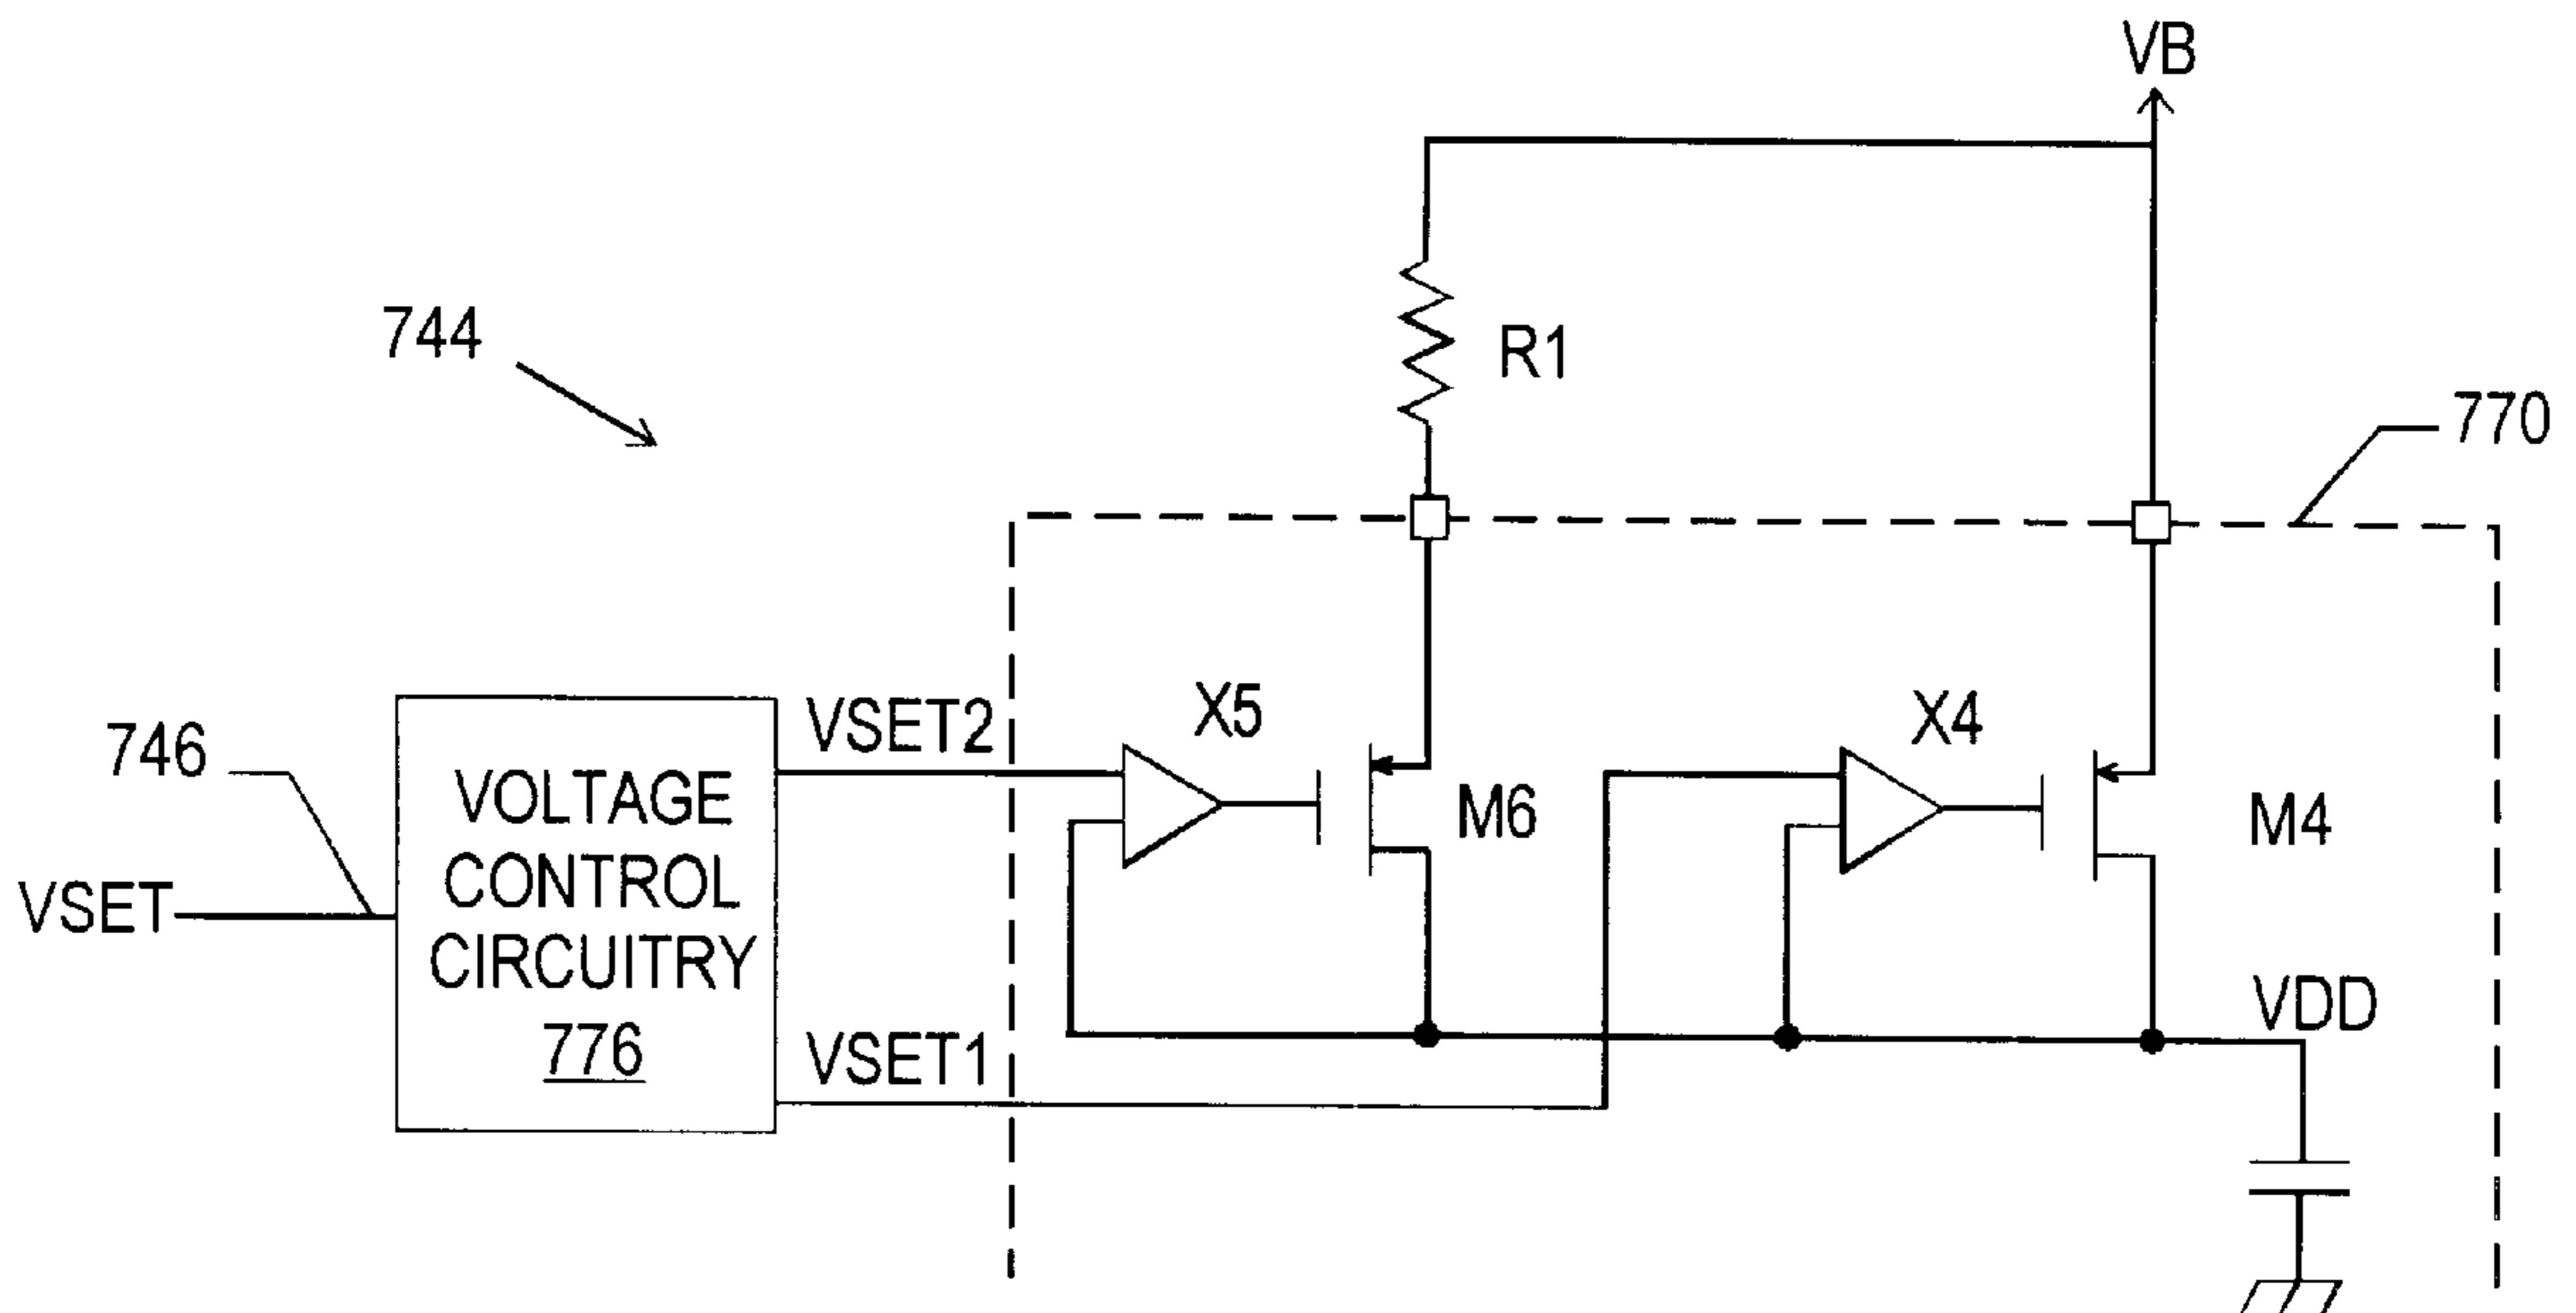 VB
744
R1
770
VSET2
X5
X4
746
VOLTAGE
CONTROL
CIRCUITRY
776
M6
M4
VSET
VSET1
VDD